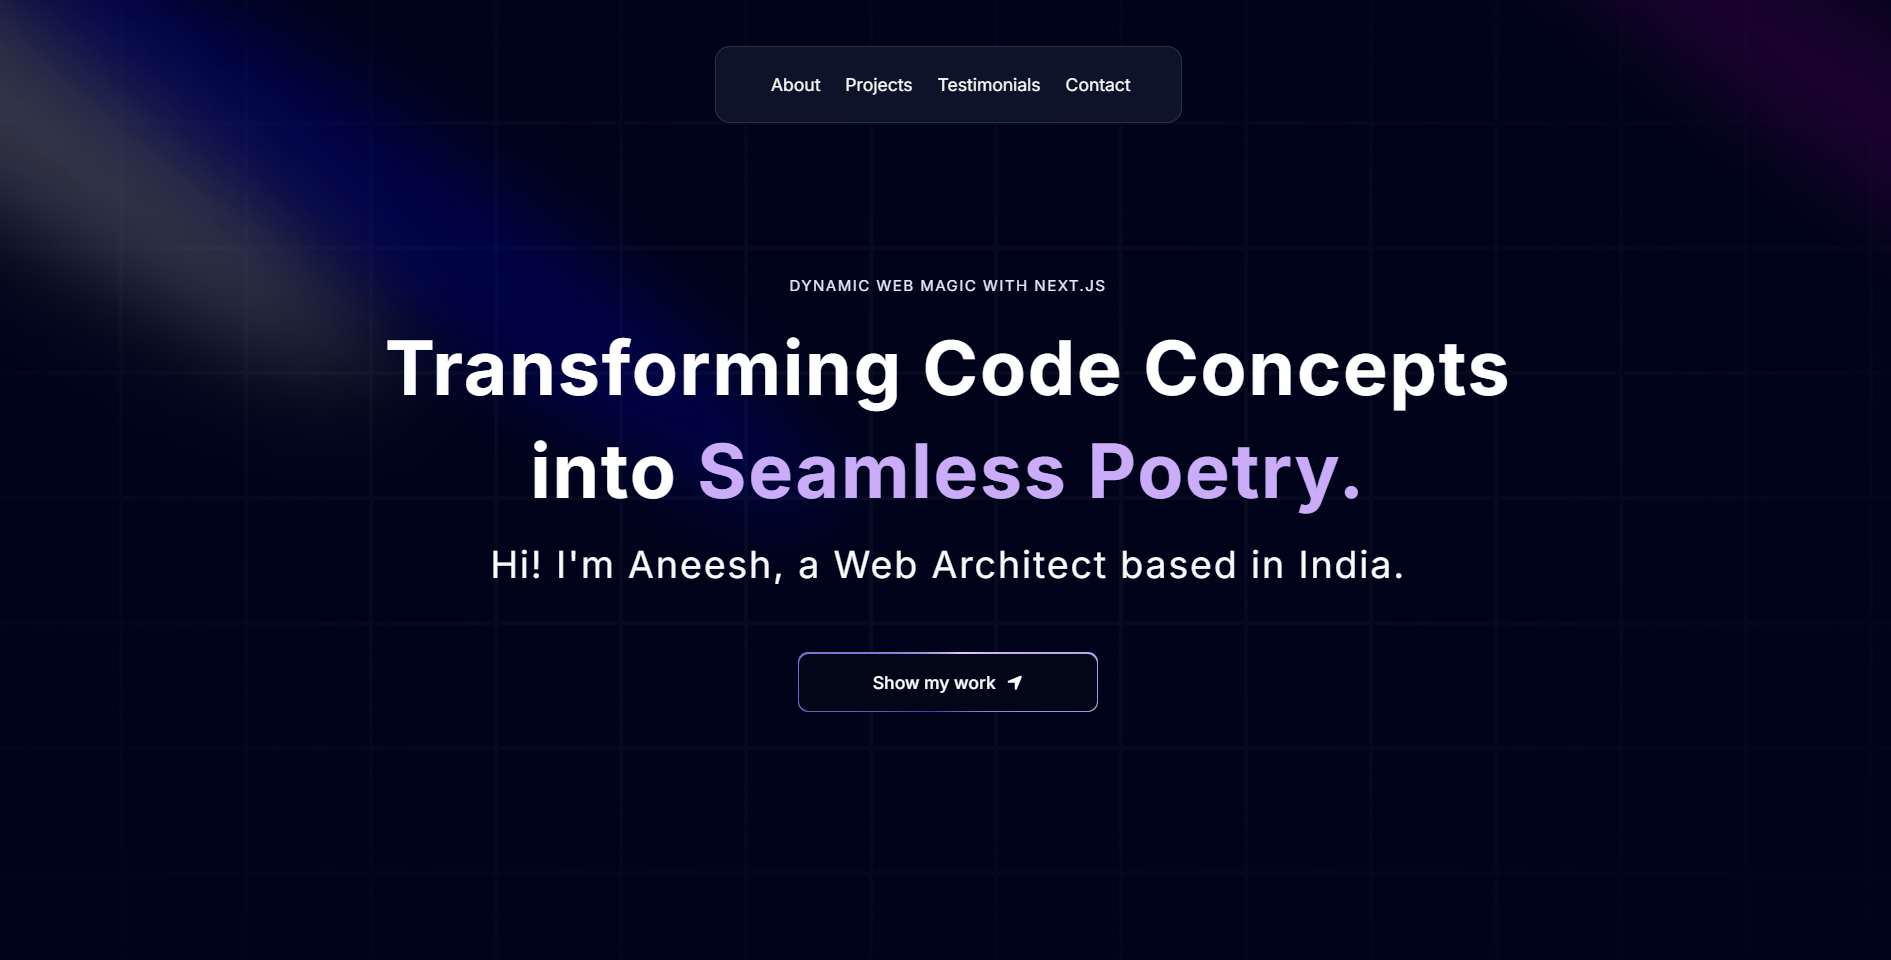 About Projects Testimonials Contact
DYNAMIC WEB MAGIC WITH NEXT.JS
Transforming Code Concepts
into Seamless Poetry.
Hi! I'm Aneesh, a Web Architect based in India.
Show my work